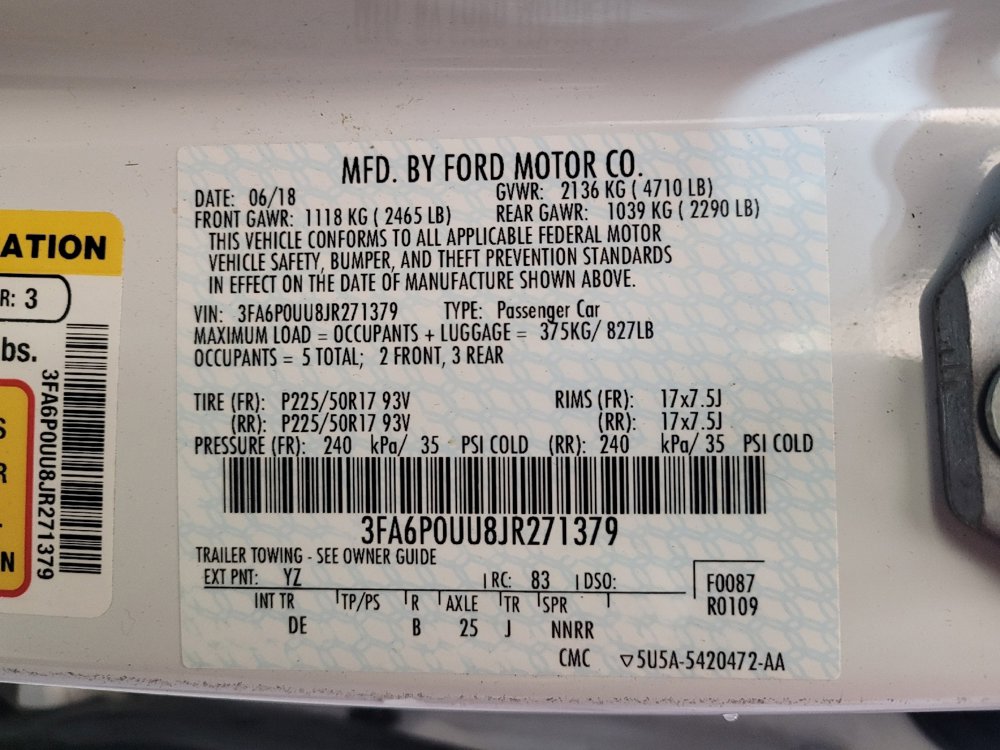 MFD. BY FORD MOTOR CO.
DATE: 06/18 GVWR: 2136 KG ( 4710 LB)
FRONT GAWR: 1118 KG ( 2465 LB) REAR GAWR: 1039 KG ( 2290 LB)
THIS VEHICLE CONFORMS TO ALL APPLICABLE FEDERAL MOTOR
VEHICLE SAFETY, BUMPER, AND THEFT PREVENTION STANDARDS
IN EFFECT ON THE DATE OF MANUFACTURE SHOWN ABOVE.
VIN: 3FA6P0UU8JR271379 TYPE: Passenger Car
MAXIMUM LOAD = OCCUPANTS + LUGGAGE = 375KG/ 827LB
OCCUPANTS = 5 TOTAL; 2 FRONT, 3 REAR
TIRE (FR): P225/50R17 93V RIMS (FR): 17x7.5J
(RR): P225/50R17 93V (RR): 17x7.5J
PRESSURE (FR): 240 kPa/ 35 PSI COLD (RR): 240 kPa/ 35 PSI COLD
3FA6P0UU8JR271379
TRAILER TOWING - SEE OWNER GUIDE
EXT PNT: YZ RC: 83 DSO: F0087
INT TR TP/PS R AXLE TR SPR R0109
DE B 25 J NNRR
CMC ▽5U5A-5420472-AA
ATION
R: 3
bs.
3FA6P0UU8JR271379
S
R
N